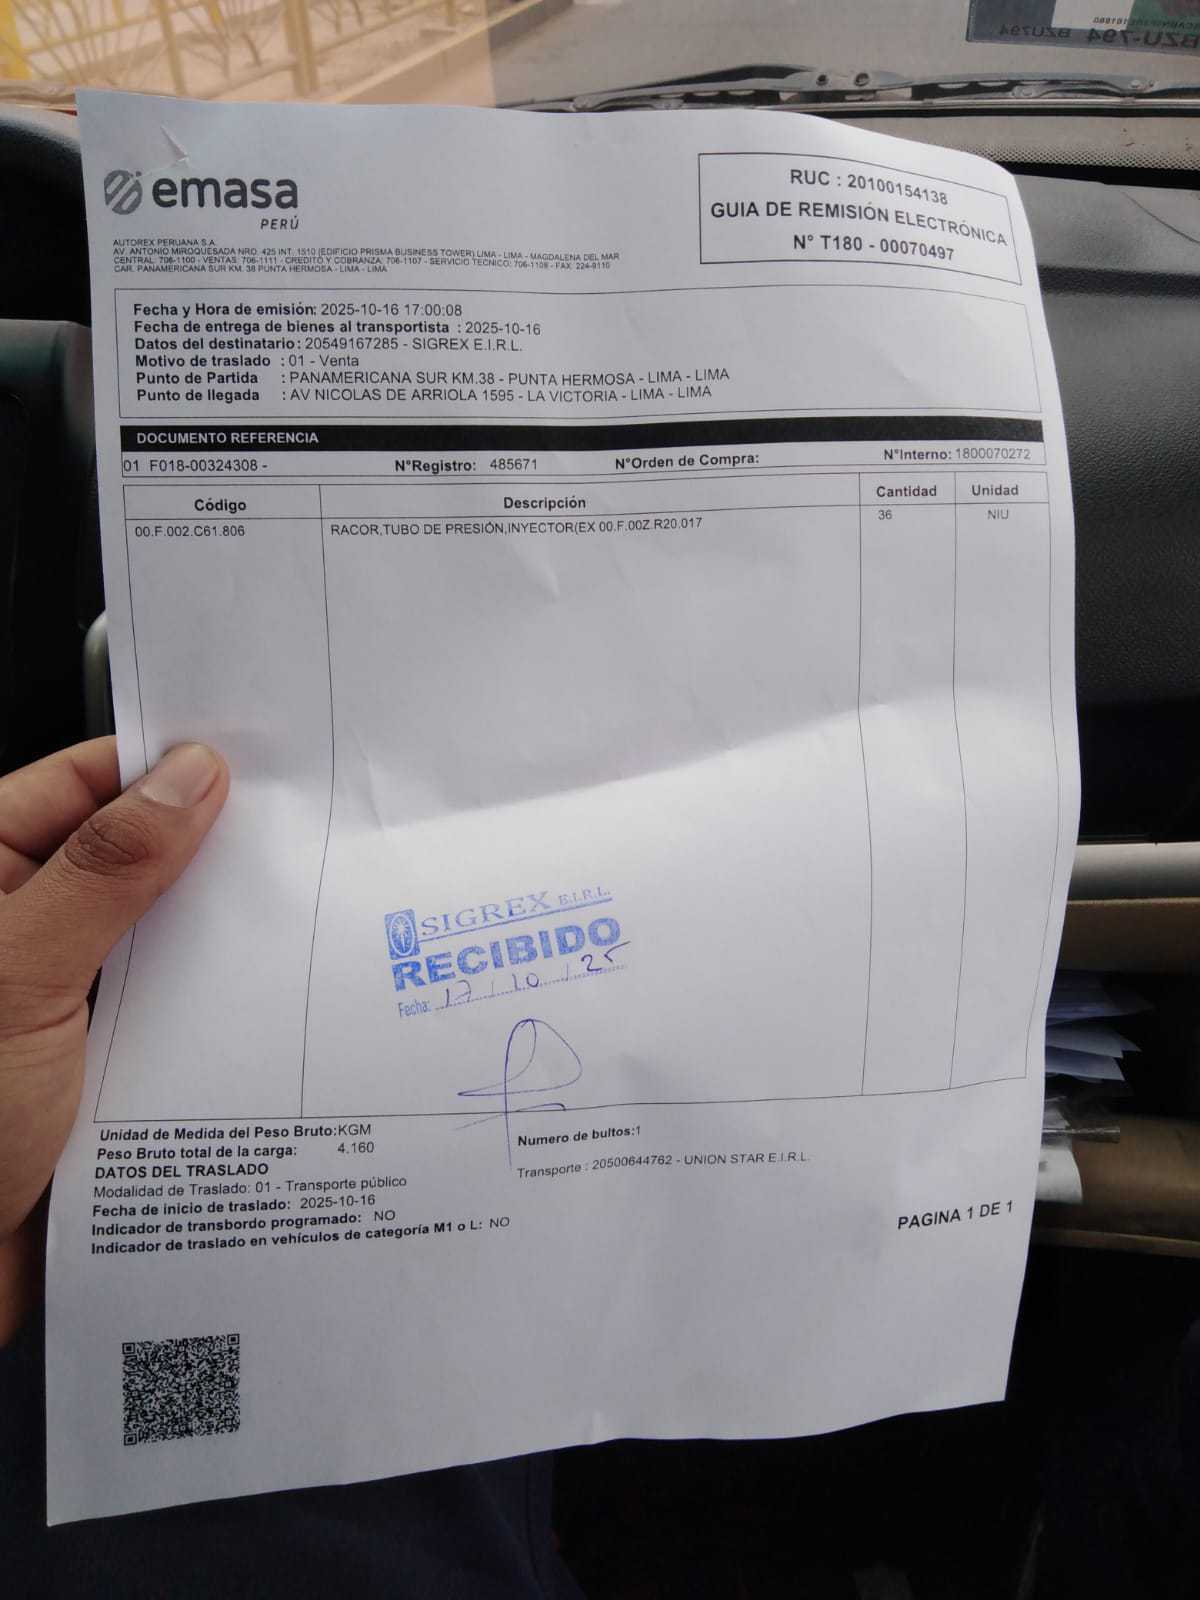 BZU-794 BZU794
emasa
PERÚ
AUTOREX PERUANA S.A.
AV. ANTONIO MIROQUESADA NRO. 425 INT. 1510 (EDIFICIO PRISMA BUSINESS TOWER) LIMA - LIMA - MAGDALENA DEL MAR
CENTRAL: 706-1100 - VENTAS: 706-1111 - CREDITO Y COBRANZA: 706-1107 - SERVICIO TECNICO: 706-1109 - FAX: 224-9110
CAR. PANAMERICANA SUR KM. 38 PUNTA HERMOSA - LIMA - LIMA
RUC : 20100154138
GUIA DE REMISIÓN ELECTRÓNICA
N° T180 - 00070497
Fecha y Hora de emisión: 2025-10-16 17:00:08
Fecha de entrega de bienes al transportista : 2025-10-16
Datos del destinatario : 20549167285 - SIGREX E.I.R.L.
Motivo de traslado : 01 - Venta
Punto de Partida : PANAMERICANA SUR KM.38 - PUNTA HERMOSA - LIMA - LIMA
Punto de llegada : AV NICOLAS DE ARRIOLA 1595 - LA VICTORIA - LIMA - LIMA
DOCUMENTO REFERENCIA
01 F018-00324308 - N°Registro: 485671 N°Orden de Compra: N°Interno: 1800070272
Código Descripción Cantidad Unidad
00.F.002.C61.806 RACOR,TUBO DE PRESIÓN,INYECTOR(EX 00.F.00Z.R20.017 36 NIU
SIGREX E.I.R.L.
RECIBIDO
Fecha: 17 / 10 / 25
Unidad de Medida del Peso Bruto:KGM
Peso Bruto total de la carga: 4.160
Numero de bultos:1
DATOS DEL TRASLADO
Transporte : 20500644762 - UNION STAR E.I.R.L.
Modalidad de Traslado: 01 - Transporte público
Fecha de inicio de traslado: 2025-10-16
Indicador de transbordo programado: NO
Indicador de traslado en vehículos de categoría M1 o L: NO
PAGINA 1 DE 1